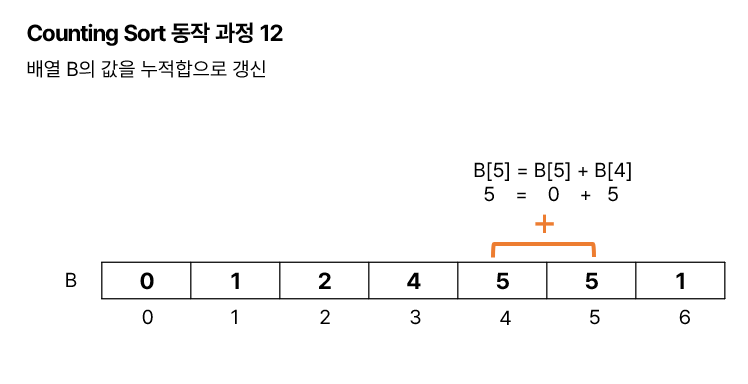 Counting Sort 동작 과정 12
배열 B의 값을 누적합으로 갱신
B[5] = B[5] + B[4]
5 = 0 + 5
+
B 0 1 2 4 5 5 1
0 1 2 3 4 5 6